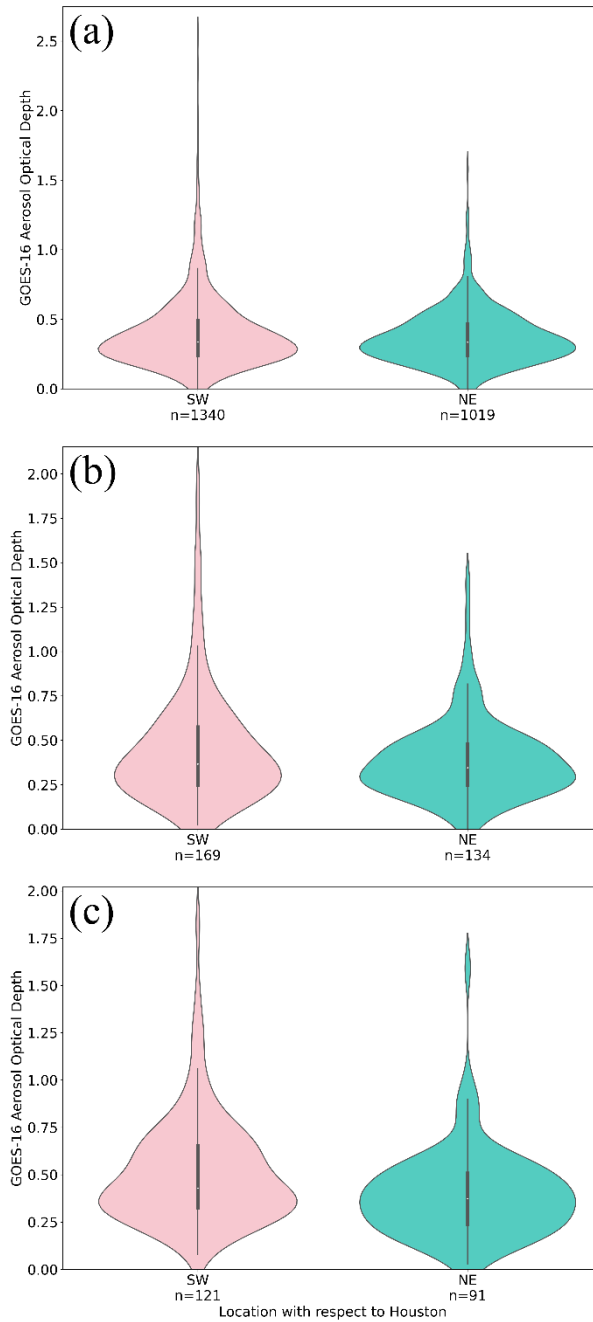 (a)
GOES-16 Aerosol Optical Depth
2.5
2.0
1.5
1.0
0.5
0.0
SW NE
n=1340 n=1019
(b)
GOES-16 Aerosol Optical Depth
2.00
1.75
1.50
1.25
1.00
0.75
0.50
0.25
0.00
SW NE
n=169 n=134
(c)
GOES-16 Aerosol Optical Depth
2.00
1.75
1.50
1.25
1.00
0.75
0.50
0.25
0.00
SW NE
n=121 n=91
Location with respect to Houston